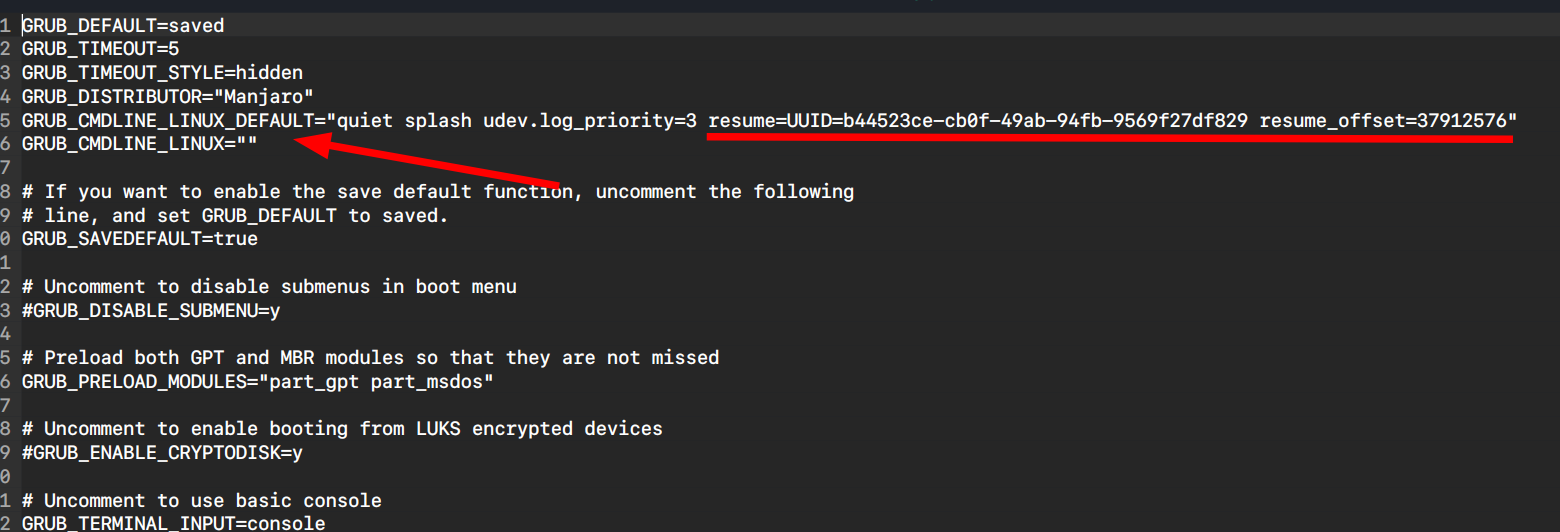 1 GRUB_DEFAULT=saved
2 GRUB_TIMEOUT=5
3 GRUB_TIMEOUT_STYLE=hidden
4 GRUB_DISTRIBUTOR="Manjaro"
5 GRUB_CMDLINE_LINUX_DEFAULT="quiet splash udev.log_priority=3 resume=UUID=b44523ce-cb0f-49ab-94fb-9569f27df829 resume_offset=37912576"
6 GRUB_CMDLINE_LINUX=""
7
8 # If you want to enable the save default function, uncomment the following
9 # line, and set GRUB_DEFAULT to saved.
0 GRUB_SAVEDEFAULT=true
1
2 # Uncomment to disable submenus in boot menu
3 #GRUB_DISABLE_SUBMENU=y
4
5 # Preload both GPT and MBR modules so that they are not missed
6 GRUB_PRELOAD_MODULES="part_gpt part_msdos"
7
8 # Uncomment to enable booting from LUKS encrypted devices
9 #GRUB_ENABLE_CRYPTODISK=y
0
1 # Uncomment to use basic console
2 GRUB_TERMINAL_INPUT=console